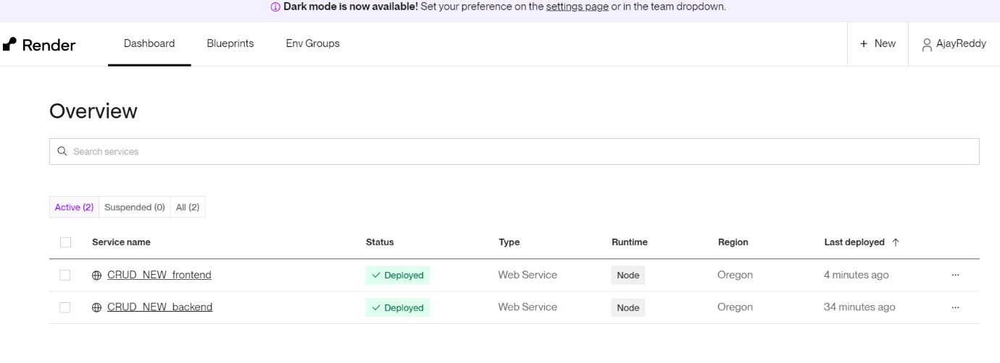 Dark mode is now available! Set your preference on the settings page or in the team dropdown.
Render Dashboard Blueprints Env Groups + New AjayReddy
Overview
Search services
Active (2) Suspended (0) All (2)
Service name Status Type Runtime Region Last deployed ↑
CRUD_NEW_frontend Deployed Web Service Node Oregon 4 minutes ago ...
CRUD_NEW_backend Deployed Web Service Node Oregon 34 minutes ago ...